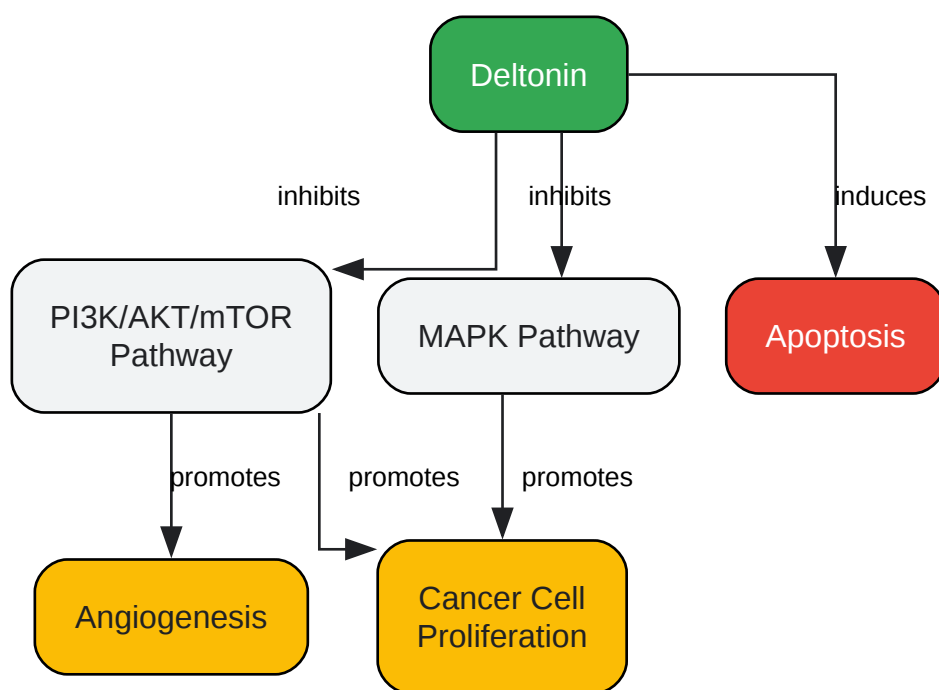 Deltonin
inhibits
inhibits
induces
PI3K/AKT/mTOR
Pathway
MAPK Pathway
Apoptosis
promotes
promotes
promotes
Angiogenesis
Cancer Cell
Proliferation